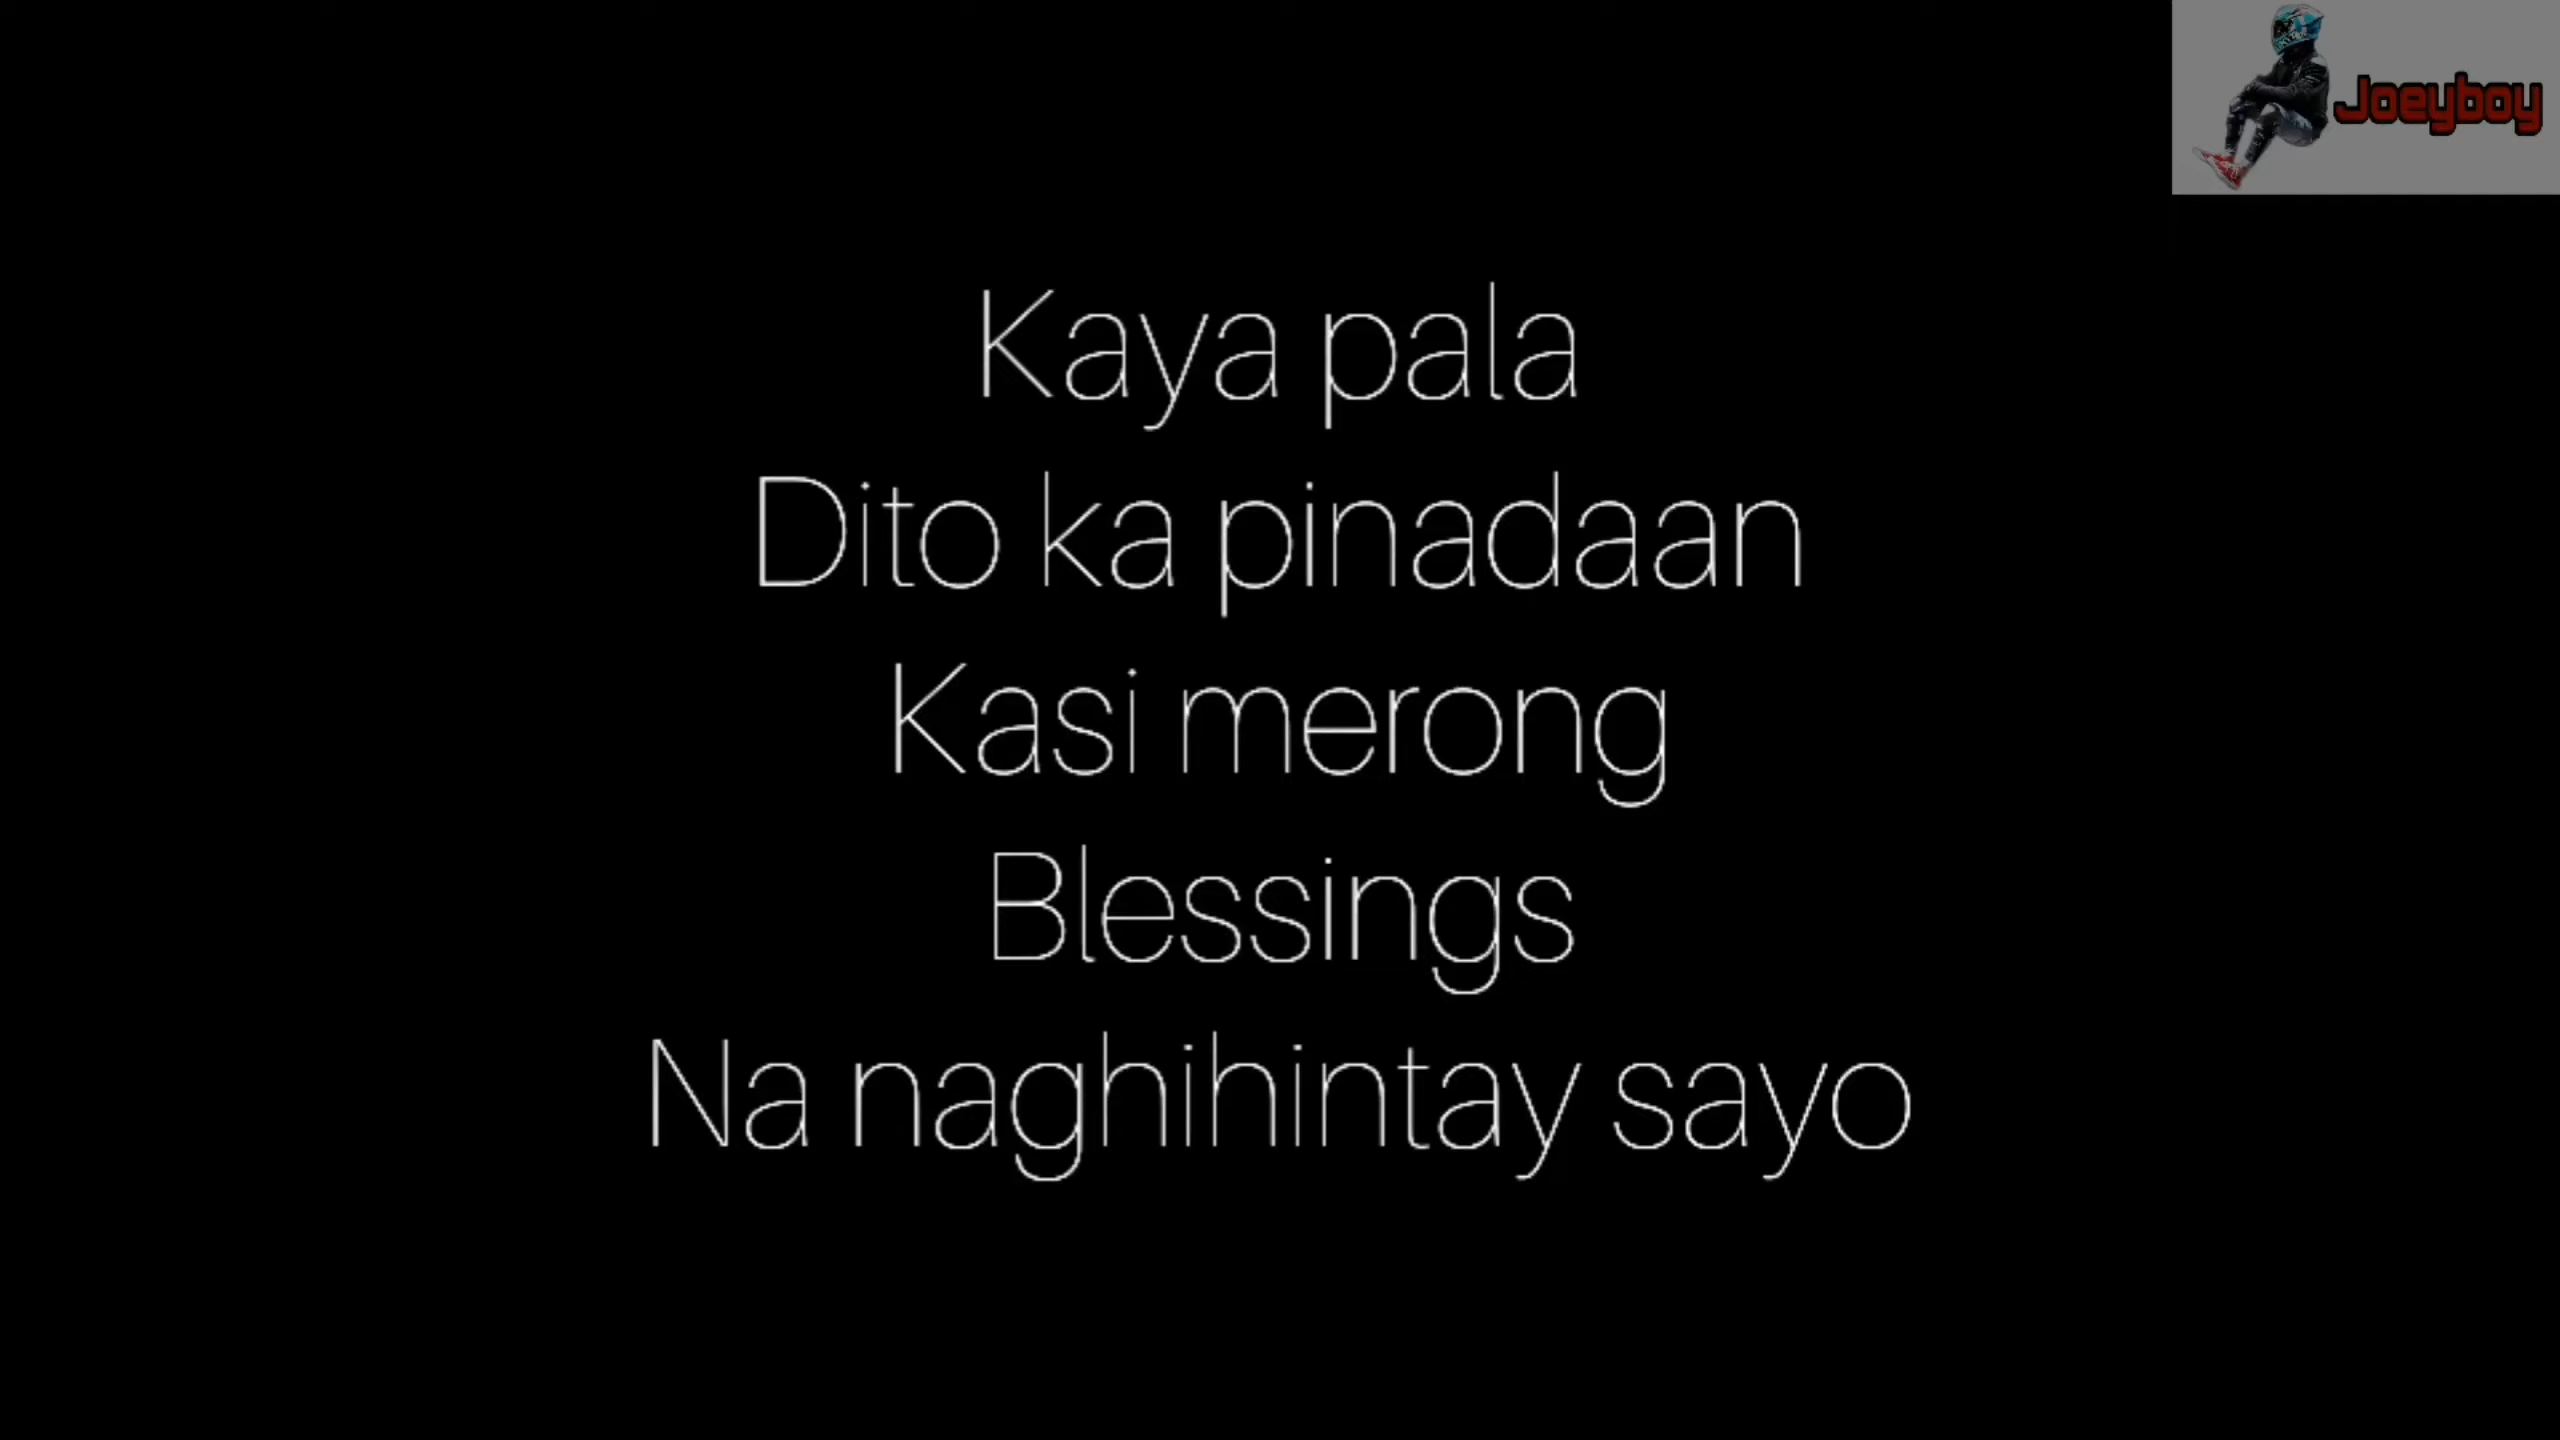 Joeyboy
Kaya pala
Dito ka pinadaan
Kasi merong
Blessings
Na naghihintay sayo